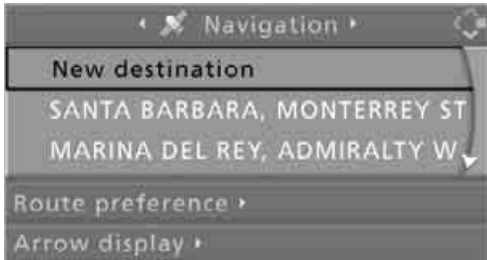 Navigation
New destination
SANTA BARBARA, MONTERREY ST
MARINA DEL REY, ADMIRALTY W
Route preference
Arrow display